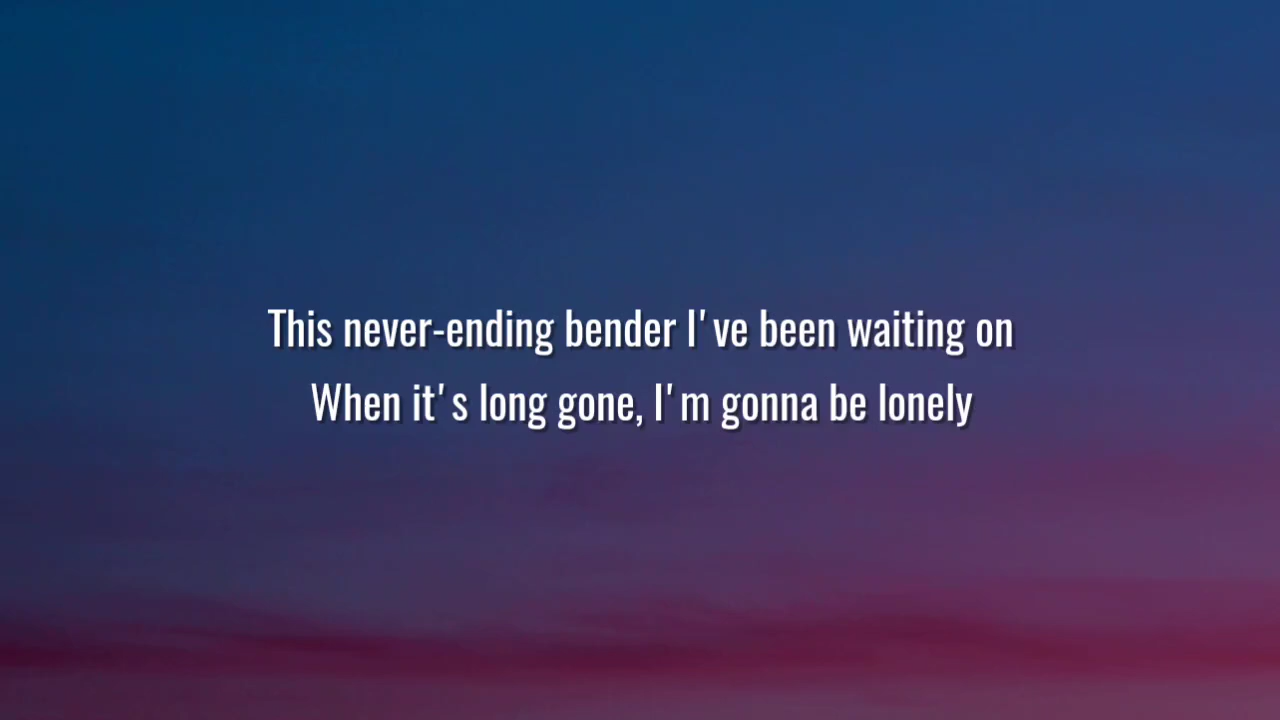 This never-ending bender I've been waiting on
When it's long gone, I'm gonna be lonely